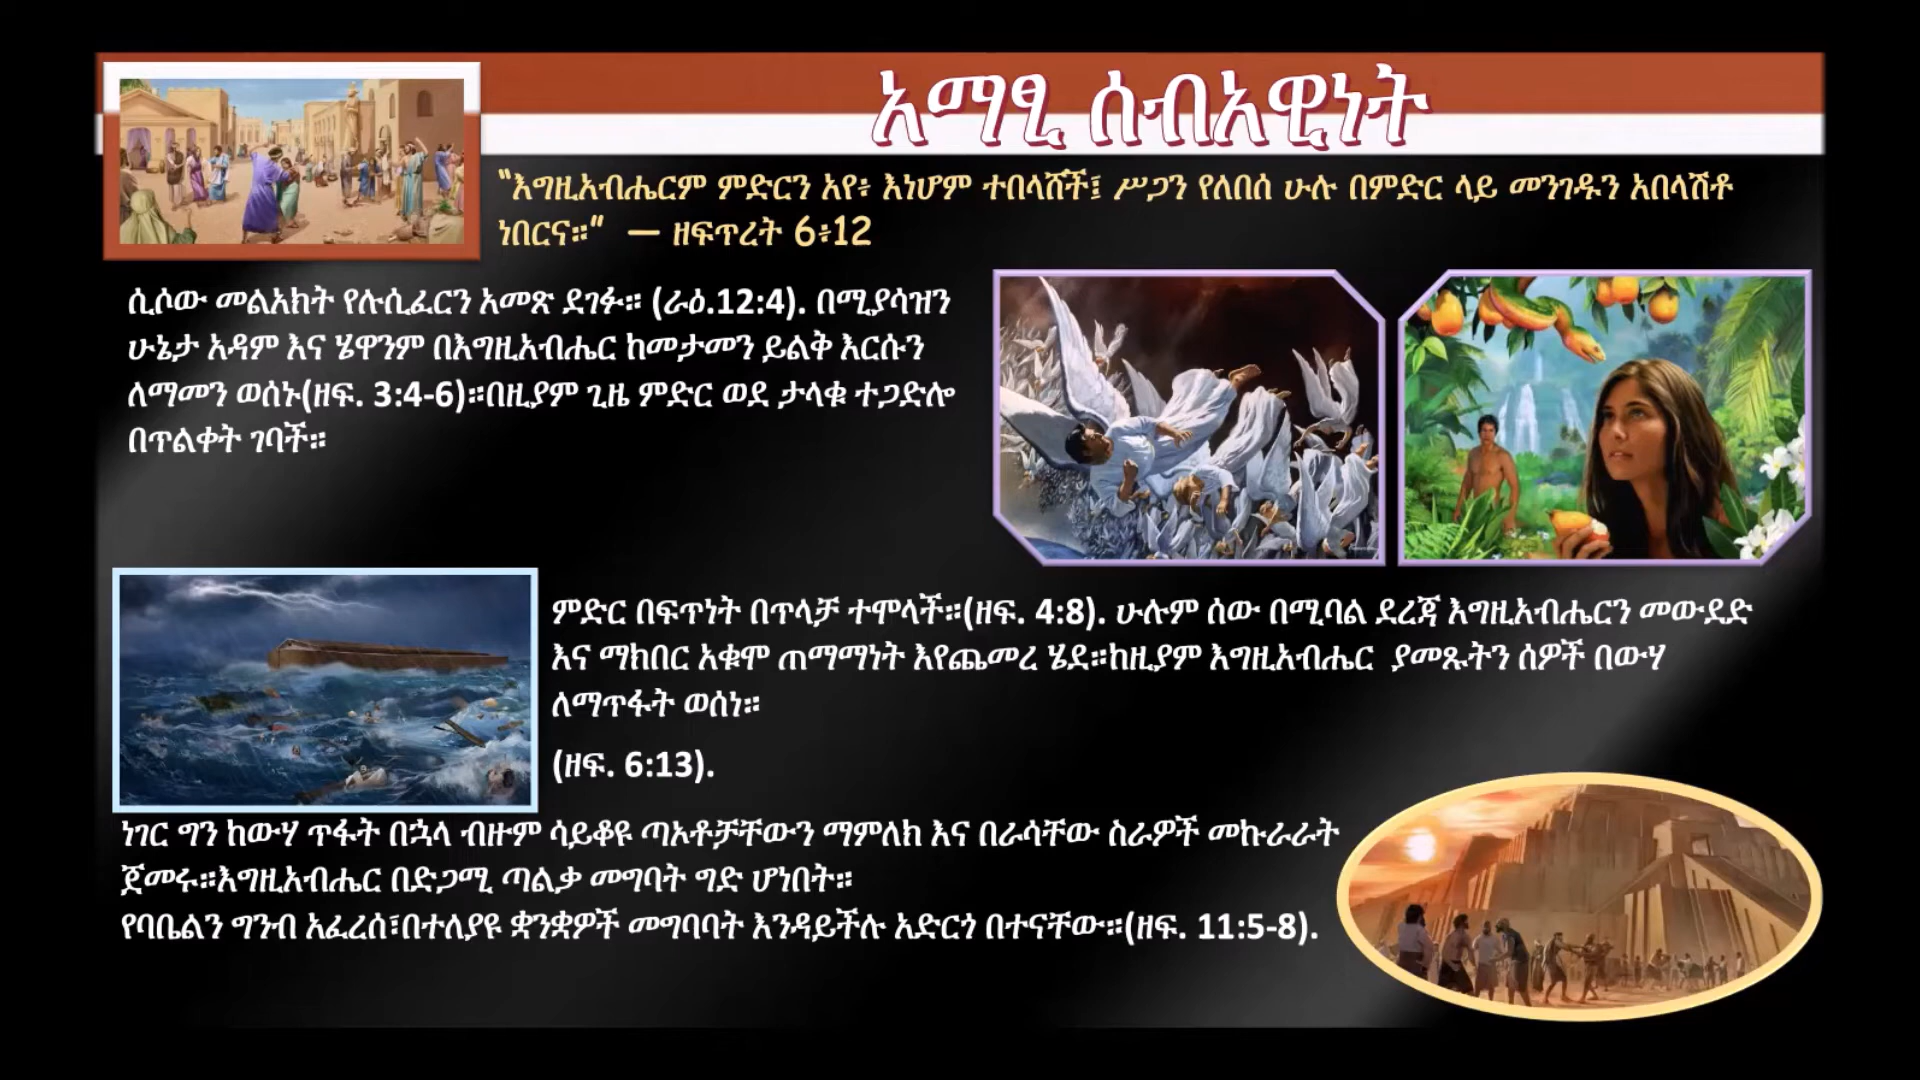 አማፂ ሰብአዊነት
“እግዚአብሔርም ምድርን አየ፥ እነሆም ተበላሸች፤ ሥጋን የለበሰ ሁሉ በምድር ላይ መንገዱን አበላሽቶ
ነበርና።” — ዘፍጥረት 6፥12
ሲሶው መልአክት የሉሲፈርን አመጽ ደገፉ። (ራዕ.12:4). በሚያሳዝን
ሁኔታ አዳም እና ሄዋንም በእግዚአብሔር ከመታመን ይልቅ እርሱን
ለማመን ወሰኑ(ዘፍ. 3:4-6)።በዚያም ጊዜ ምድር ወደ ታላቁ ተጋድሎ
በጥልቀት ገባች።
ምድር በፍጥነት በጥላቻ ተሞላች።(ዘፍ. 4:8). ሁሉም ሰው በሚባል ደረጃ እግዚአብሔርን መውደድ
እና ማክበር አቁሞ ጠማማነት እየጨመረ ሄደ።ከዚያም እግዚአብሔር ያመጹትን ሰዎች በውሃ
ለማጥፋት ወሰነ።
(ዘፍ. 6:13).
ነገር ግን ከውሃ ጥፋት በኋላ ብዙም ሳይቆዩ ጣኦቶቻቸውን ማምለክ እና በራሳቸው ስራዎች መኩራራት
ጀመሩ።እግዚአብሔር በድጋሚ ጣልቃ መግባት ግድ ሆነበት።
የባቤልን ግንብ አፈረሰ፣በተለያዩ ቋንቋዎች መግባባት እንዳይችሉ አድርጎ በተናቸው።(ዘፍ. 11:5-8).